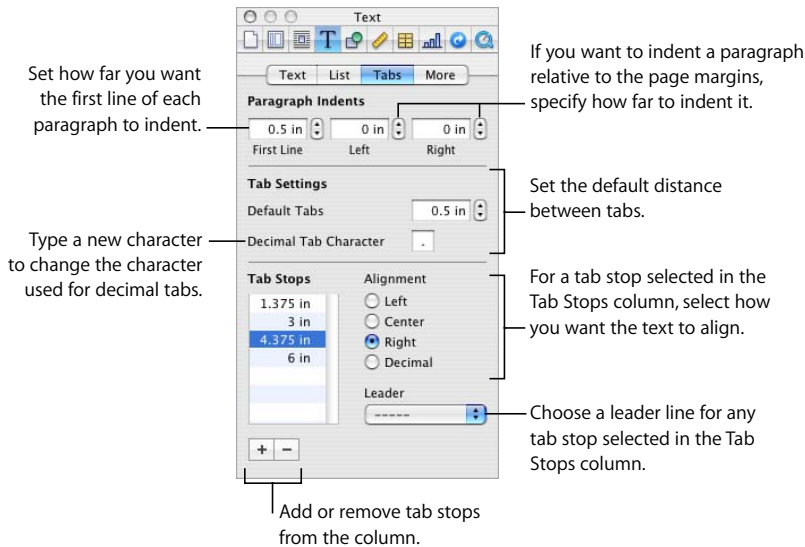 Text
Text List Tabs More
Paragraph Indents
0.5 in 0 in 0 in
First Line Left Right
Tab Settings
Default Tabs 0.5 in
Decimal Tab Character .
Tab Stops Alignment
1.375 in Left
3 in Center
4.375 in Right
6 in Decimal
Leader
-----
+ −
Set how far you want
the first line of each
paragraph to indent.
Type a new character
to change the character
used for decimal tabs.
If you want to indent a paragraph
relative to the page margins,
specify how far to indent it.
Set the default distance
between tabs.
For a tab stop selected in the
Tab Stops column, select how
you want the text to align.
Choose a leader line for any
tab stop selected in the Tab
Stops column.
Add or remove tab stops
from the column.